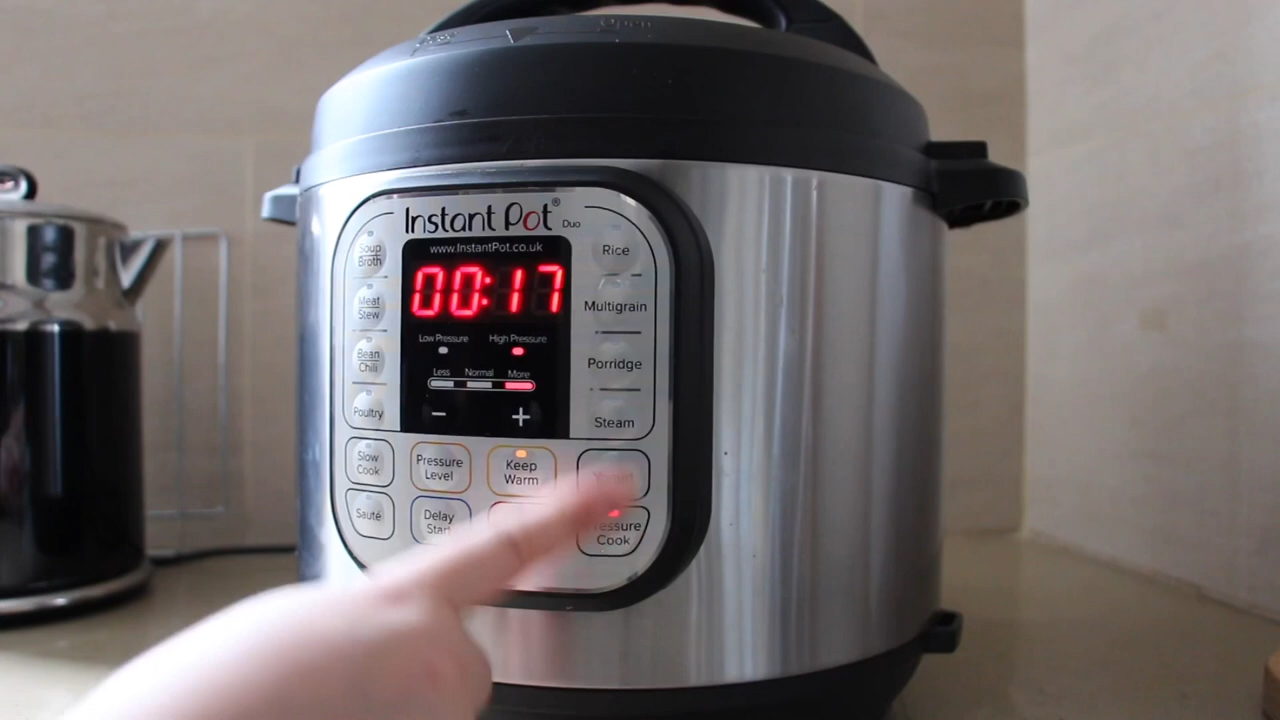 Open
Instant Pot® Duo
www.InstantPot.co.uk
Soup
Broth
Rice
00:17
Meat
Stew
Multigrain
Low Pressure High Pressure
Bean
Chili
Porridge
Less Normal More
Poultry
− +
Steam
Slow
Cook
Pressure
Level
Keep
Warm
Sauté
Delay
Cook